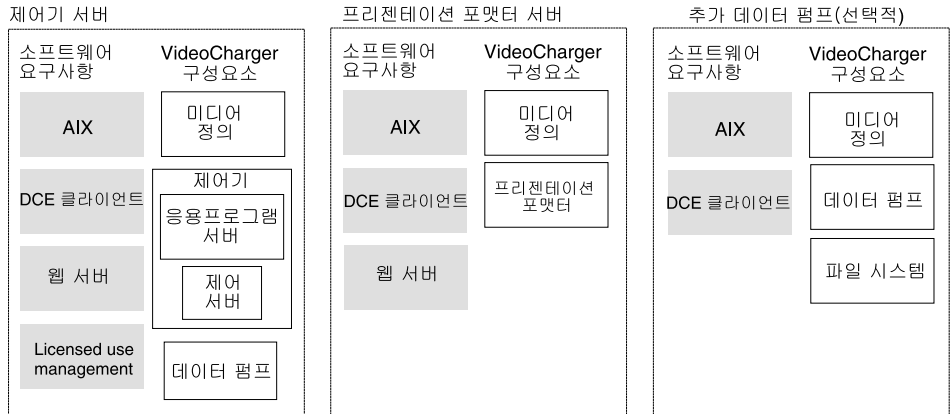 제어기 서버
소프트웨어
요구사항
VideoCharger
구성요소
AIX
미디어
정의
DCE 클라이언트
제어기
응용프로그램
서버
웹 서버
제어
서버
Licensed use
management
데이터 펌프
프리젠테이션 포맷터 서버
소프트웨어
요구사항
VideoCharger
구성요소
AIX
미디어
정의
DCE 클라이언트
프리젠테이션
포맷터
웹 서버
추가 데이터 펌프(선택적)
소프트웨어
요구사항
VideoCharger
구성요소
AIX
미디어
정의
DCE 클라이언트
데이터 펌프
파일 시스템